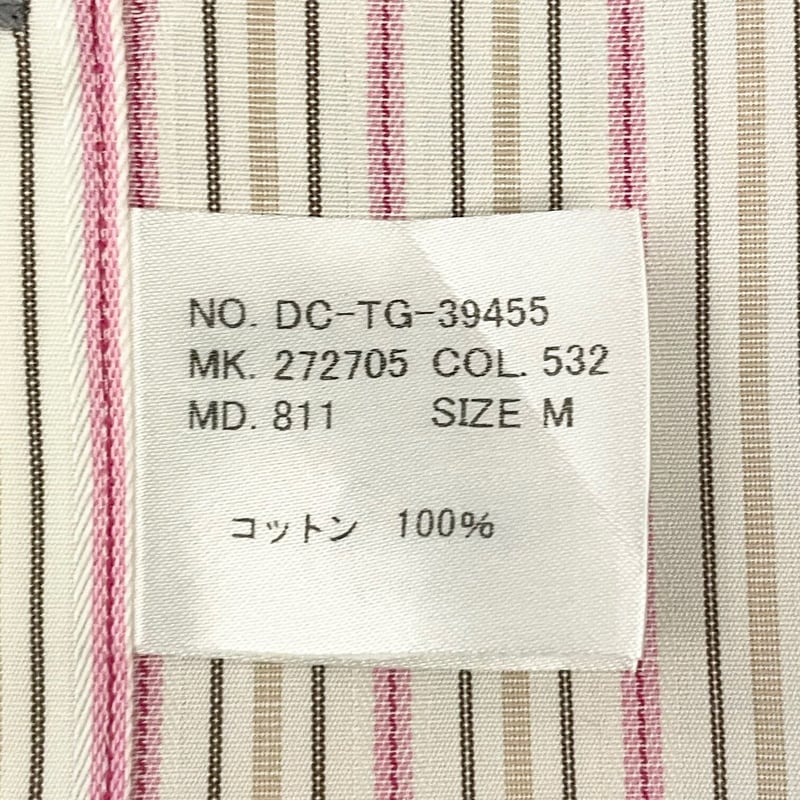 NO. DC-TG-39455
MK. 272705 COL. 532
MD. 811 SIZE M
コットン 100%